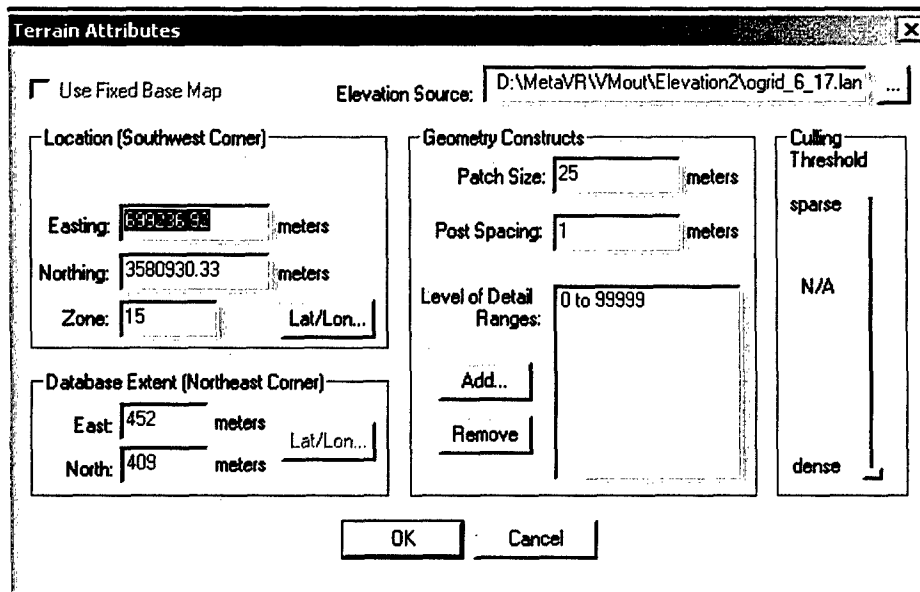 Terrain Attributes
Use Fixed Base Map
Elevation Source: D:\MetaVR\VMout\Elevation2\ogrid_6_17.lan ...
Location (Southwest Corner)
Easting: meters
Northing: 3580930.33 meters
Zone: 15 Lat/Lon...
Database Extent (Northeast Corner)
East: 452 meters
North: 409 meters
Lat/Lon...
Geometry Constructs
Patch Size: 25 meters
Post Spacing: 1 meters
Level of Detail Ranges:
0 to 99999
Add...
Remove
Culling
Threshold
sparse
N/A
dense
OK Cancel